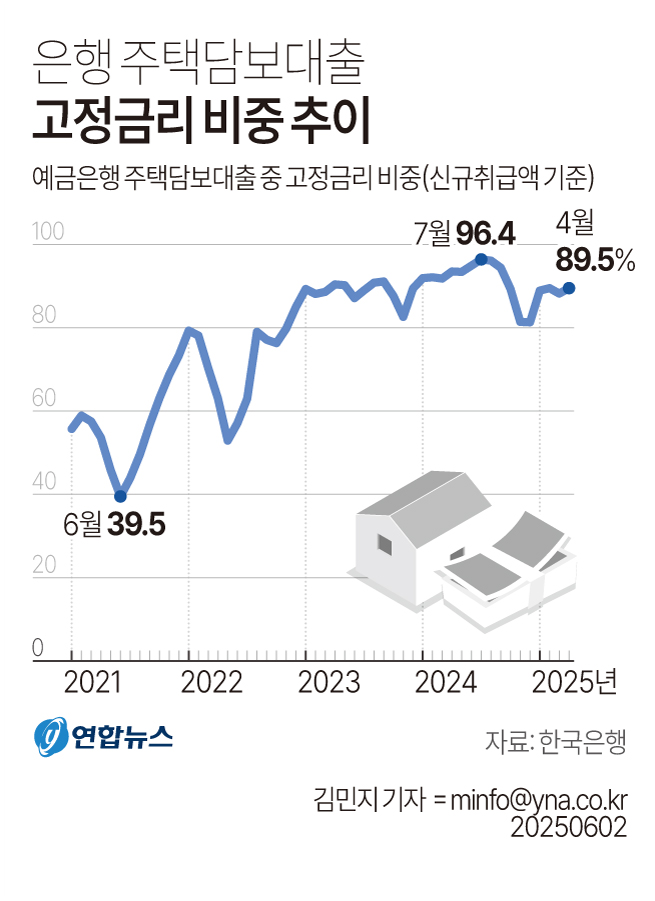 은행 주택담보대출
고정금리 비중 추이
예금은행 주택담보대출 중 고정금리 비중(신규취급액 기준)
100
80
60
40
20
0
7월 96.4
4월
89.5%
6월 39.5
2021 2022 2023 2024 2025년
y 연합뉴스
자료: 한국은행
김민지 기자 = minfo@yna.co.kr
20250602